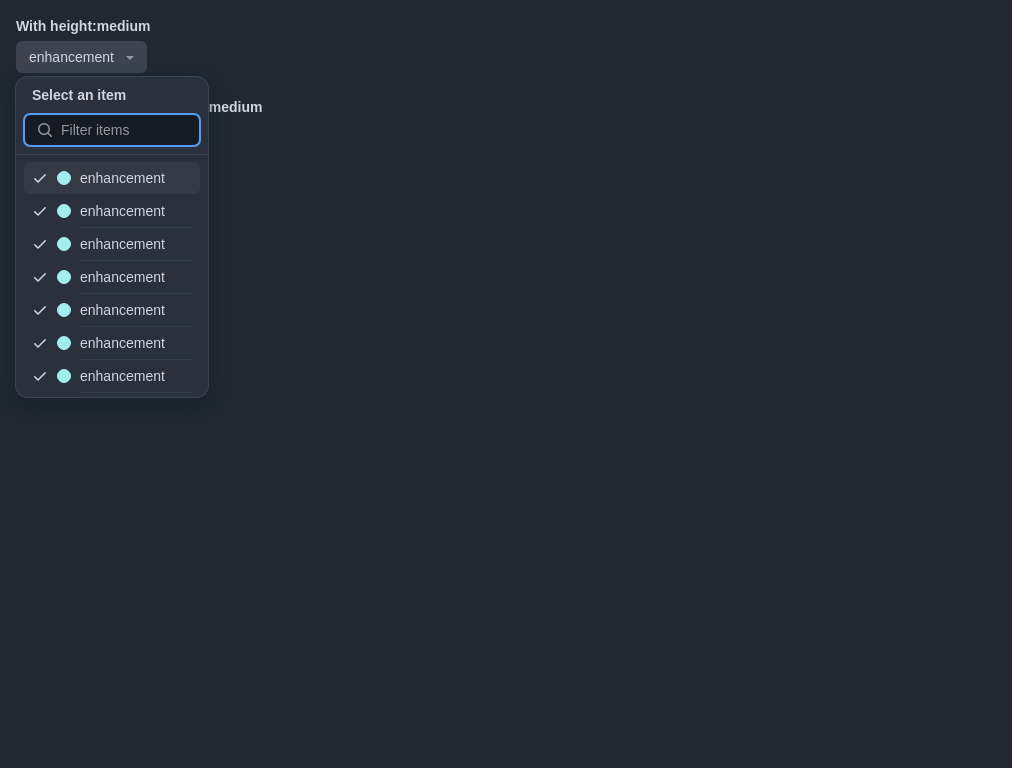 With height:medium
enhancement
Select an item
medium
Filter items
enhancement
enhancement
enhancement
enhancement
enhancement
enhancement
enhancement